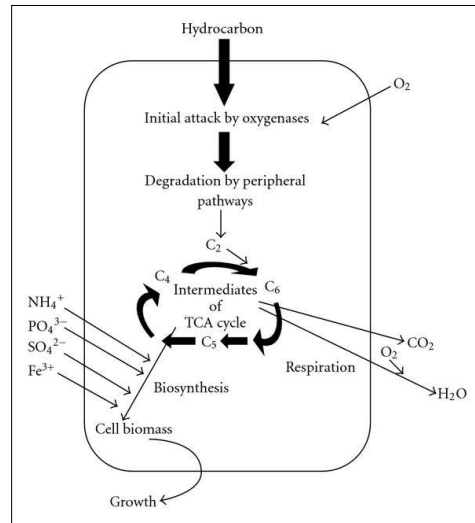 Hydrocarbon
O₂
Initial attack by oxygenases
Degradation by peripheral
pathways
C₂
C₄
C₆
Intermediates
of
TCA cycle
C₅
NH₄⁺
PO₄³⁻
SO₄²⁻
Fe³⁺
CO₂
O₂
Respiration
H₂O
Biosynthesis
Cell biomass
Growth